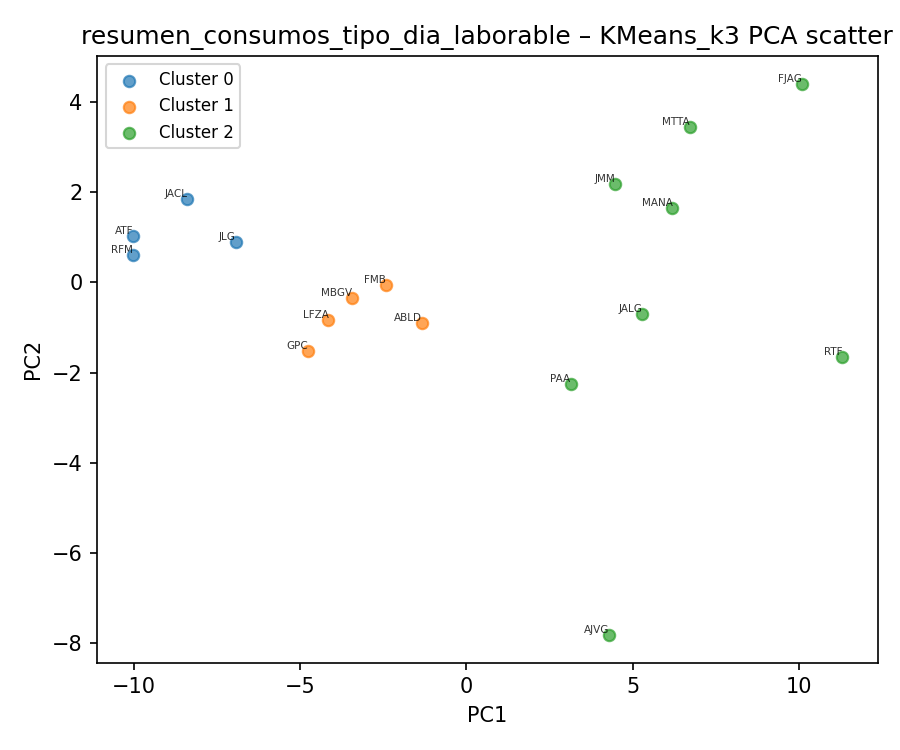 resumen_consumos_tipo_dia_laborable – KMeans_k3 PCA scatter
Cluster 0
Cluster 1
Cluster 2
FJAG
MTTA
JMM
MANA
JACL
ATF
JLG
RFM
FMB
MBGV
LFZA
ABLD
JALG
GPC
RTF
PAA
AJVG
4
2
0
−2
−4
−6
−8
PC2
−10
−5
0
5
10
PC1